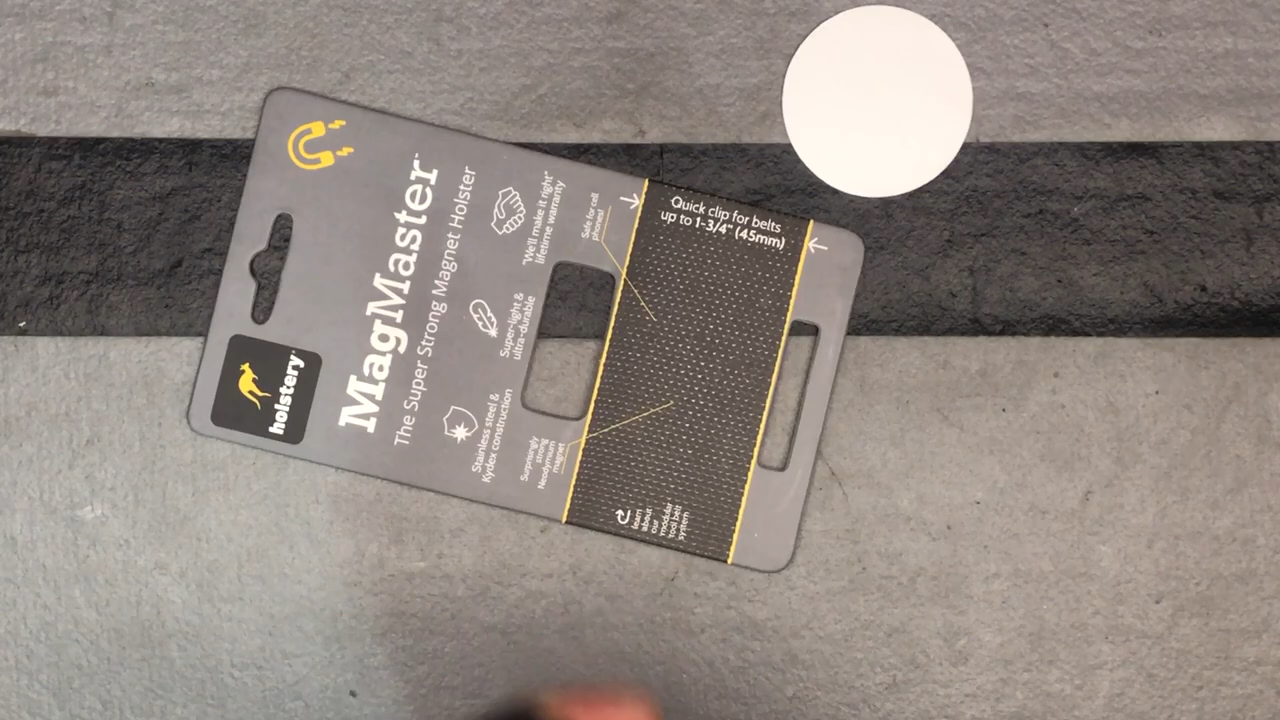 holstery
MagMaster™
The Super Strong Magnet Holster
Stainless steel &
Kydex construction
Super-light &
ultra-durable
"We'll make it right"
lifetime warranty
Surprisingly
strong
Neodymium
magnet
Safe for cell
phones!
Quick clip for belts
up to 1-3/4" (45mm)
learn
about
our
modular
tool belt
system